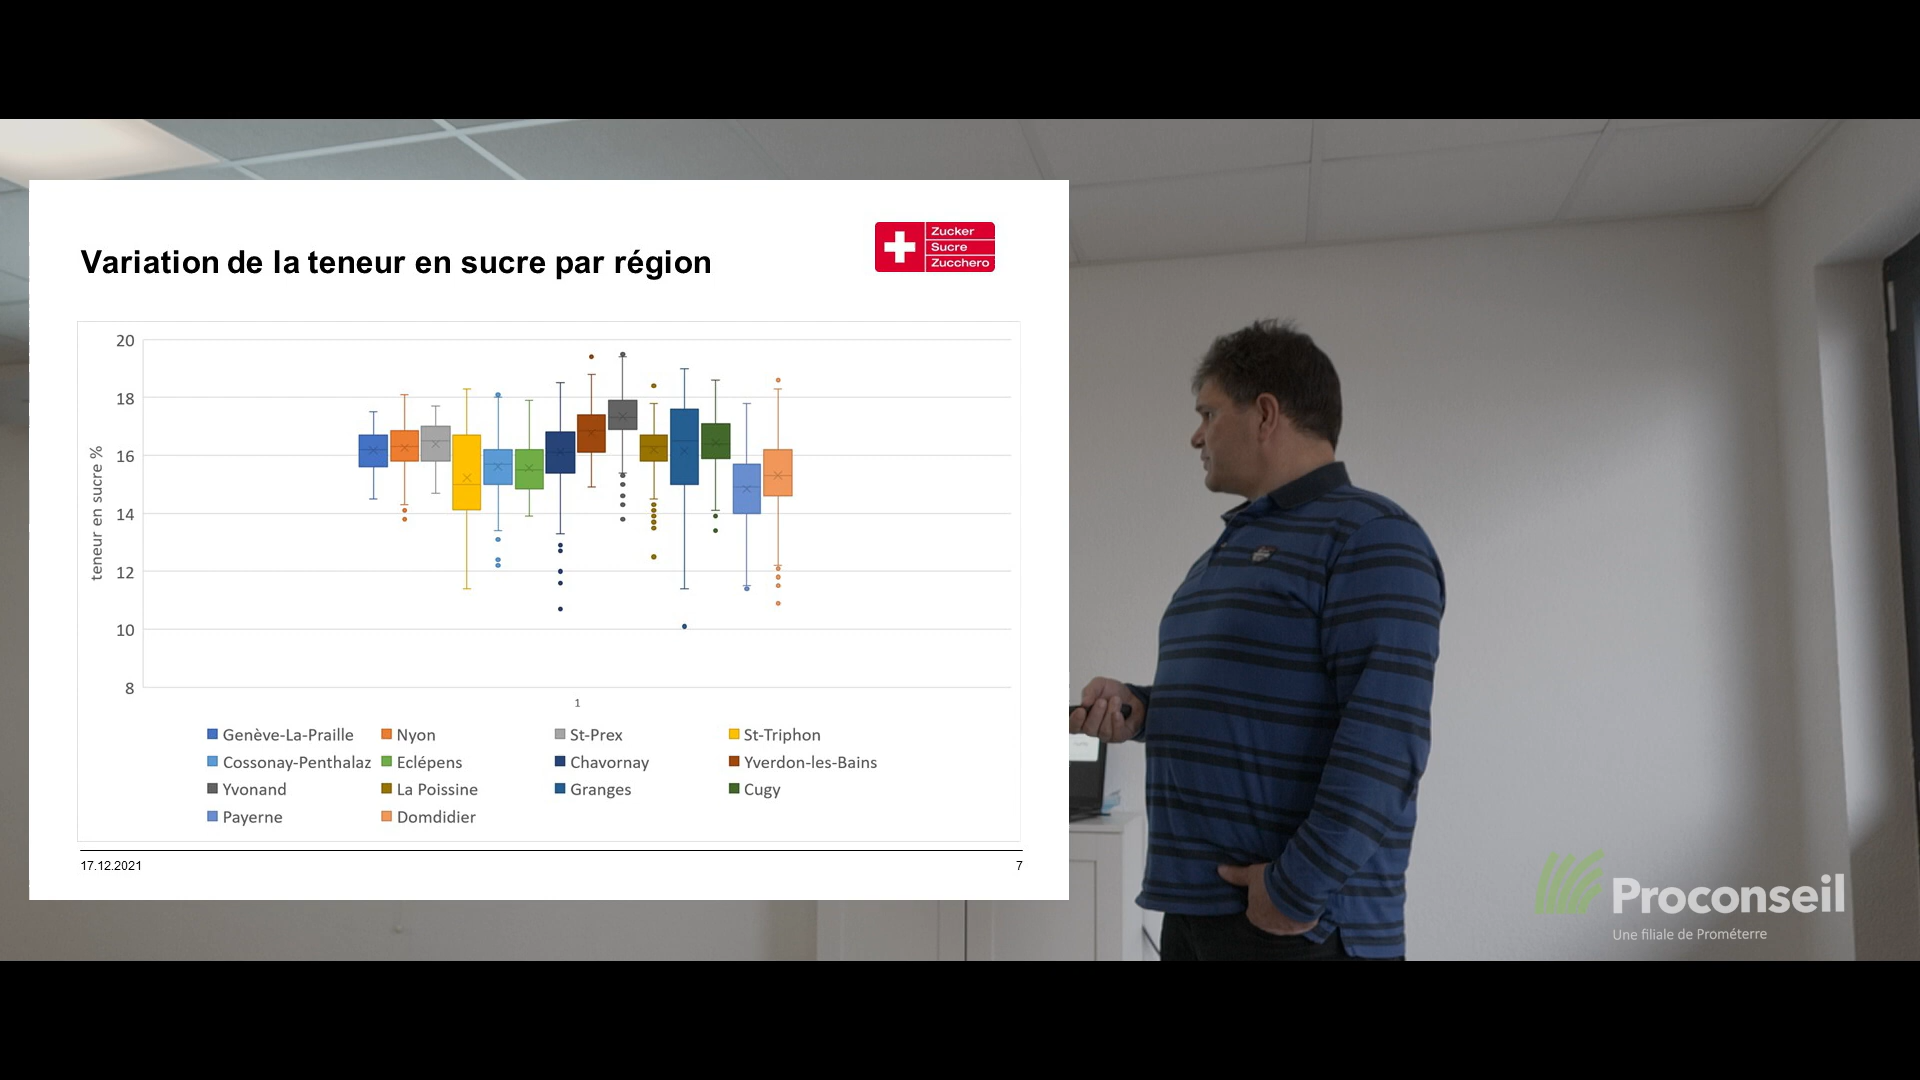 Variation de la teneur en sucre par région
Zucker
Sucre
Zucchero
20
18
16
14
12
10
8
teneur en sucre %
1
Genève-La-Praille Nyon St-Prex St-Triphon
Cossonay-Penthalaz Eclépens Chavornay Yverdon-les-Bains
Yvonand La Poissine Granges Cugy
Payerne Domdidier
17.12.2021 7
Proconseil
Une filiale de Prométerre